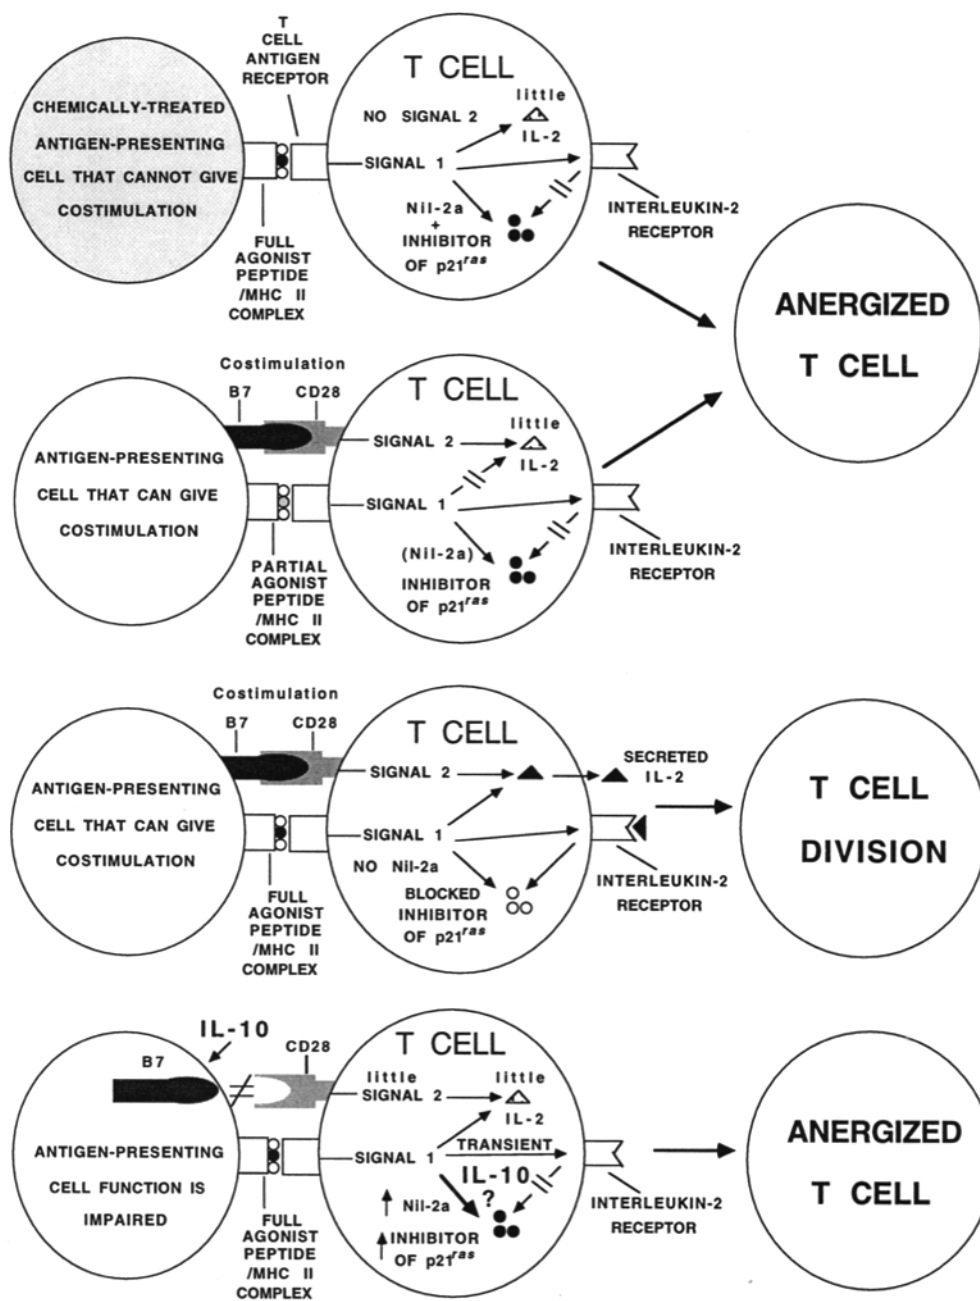 T
CELL
ANTIGEN
RECEPTOR
CHEMICALLY-TREATED
ANTIGEN-PRESENTING
CELL THAT CANNOT GIVE
COSTIMULATION
FULL
AGONIST
PEPTIDE
/MHC II
COMPLEX
T CELL
NO SIGNAL 2
little
IL-2
SIGNAL 1
Nil-2a
+
INHIBITOR
OF p21ras
INTERLEUKIN-2
RECEPTOR
ANERGIZED
T CELL
Costimulation
B7
CD28
ANTIGEN-PRESENTING
CELL THAT CAN GIVE
COSTIMULATION
PARTIAL
AGONIST
PEPTIDE
/MHC II
COMPLEX
T CELL
SIGNAL 2
little
IL-2
SIGNAL 1
(Nil-2a)
INHIBITOR
OF p21ras
INTERLEUKIN-2
RECEPTOR
Costimulation
B7
CD28
ANTIGEN-PRESENTING
CELL THAT CAN GIVE
COSTIMULATION
FULL
AGONIST
PEPTIDE
/MHC II
COMPLEX
T CELL
SIGNAL 2
SECRETED
IL-2
SIGNAL 1
NO Nil-2a
BLOCKED
INHIBITOR
OF p21ras
INTERLEUKIN-2
RECEPTOR
T CELL
DIVISION
IL-10
B7
CD28
ANTIGEN-PRESENTING
CELL FUNCTION IS
IMPAIRED
FULL
AGONIST
PEPTIDE
/MHC II
COMPLEX
T CELL
little
SIGNAL 2
little
IL-2
SIGNAL 1
TRANSIENT
IL-10
?
Nil-2a
INHIBITOR
OF p21ras
INTERLEUKIN-2
RECEPTOR
ANERGIZED
T CELL